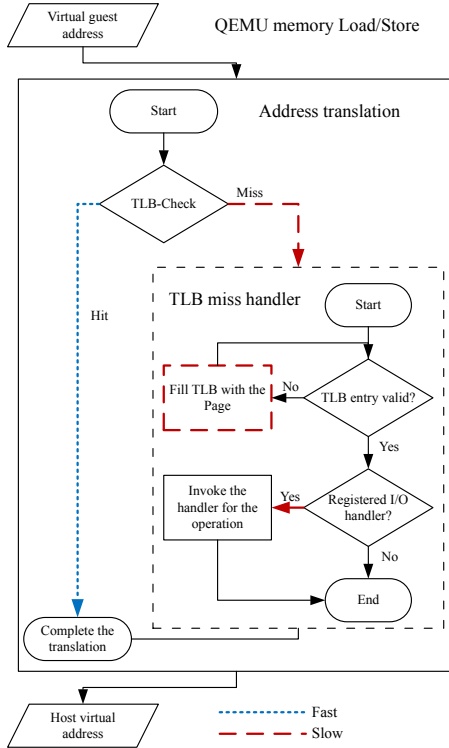 Virtual guest
address
QEMU memory Load/Store
Start
Address translation
TLB-Check
Miss
Hit
TLB miss handler
Start
Fill TLB with the
Page
No
TLB entry valid?
Yes
Invoke the
handler for the
operation
Yes
Registered I/O
handler?
No
End
Complete the
translation
Host virtual
address
Fast
Slow